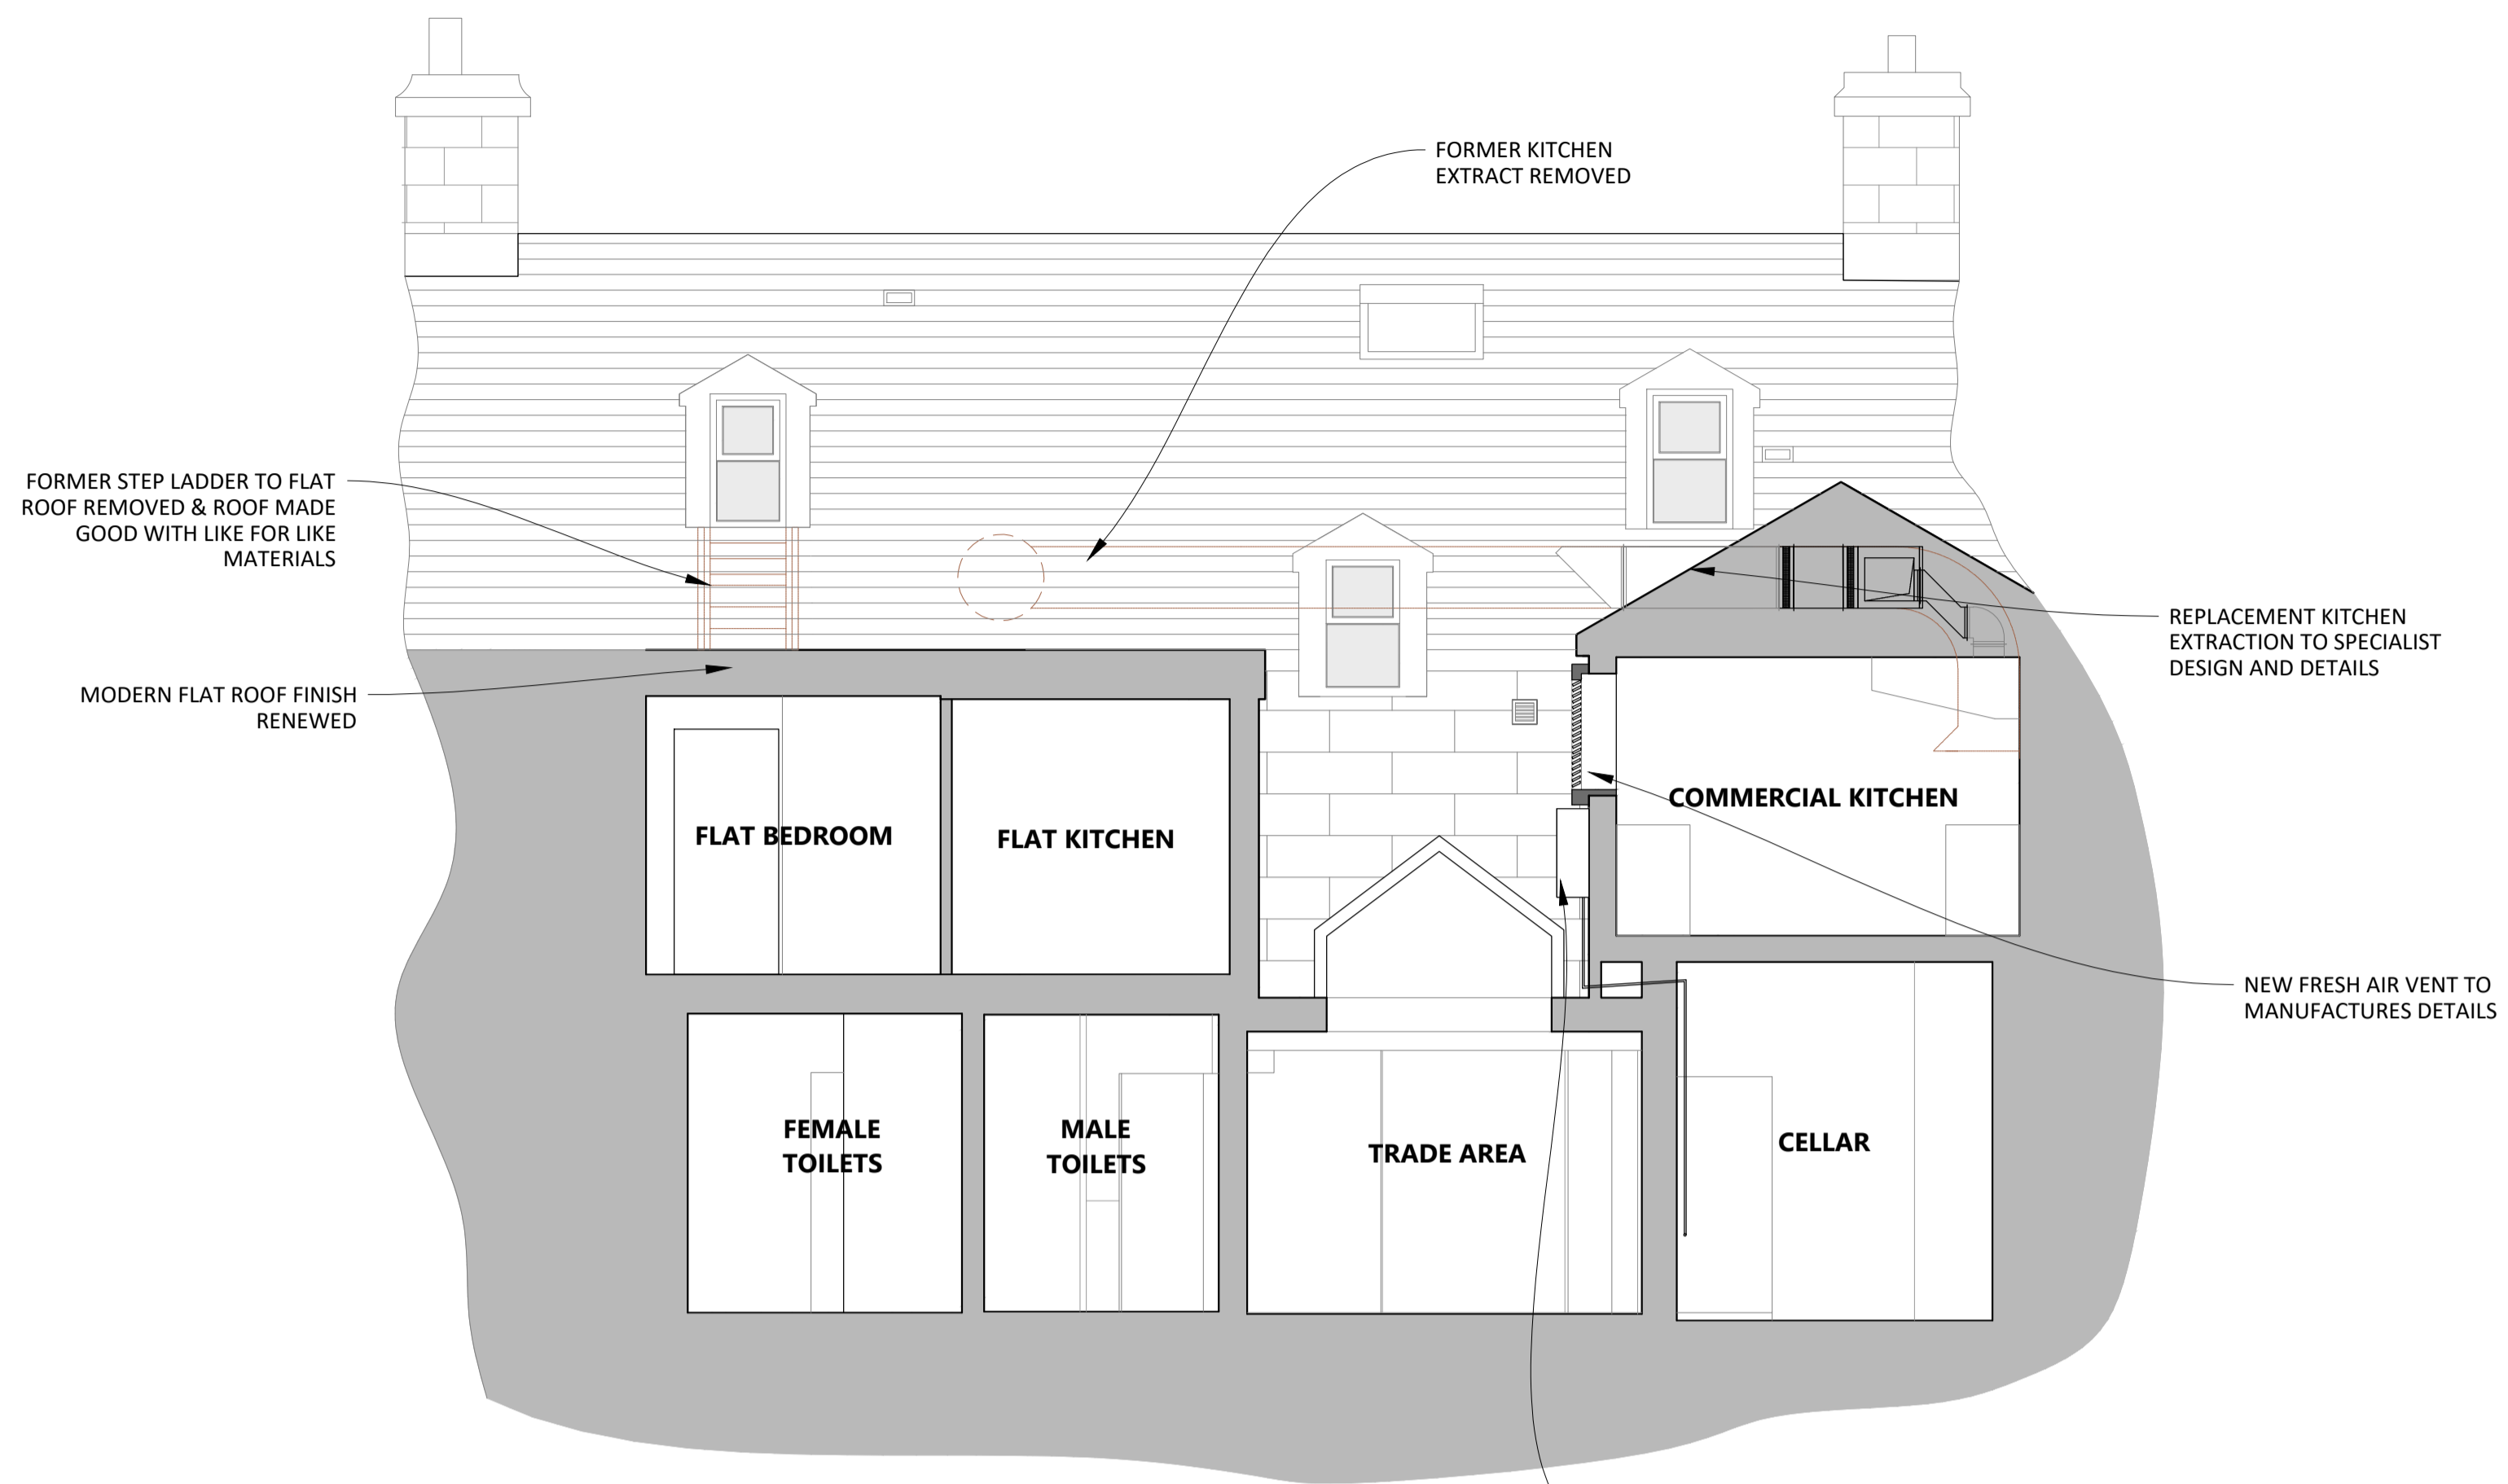 FORMER KITCHEN
EXTRACT REMOVED
FORMER STEP LADDER TO FLAT
ROOF REMOVED & ROOF MADE
GOOD WITH LIKE FOR LIKE
MATERIALS
REPLACEMENT KITCHEN
EXTRACTION TO SPECIALIST
DESIGN AND DETAILS
MODERN FLAT ROOF FINISH
RENEWED
COMMERCIAL KITCHEN
FLAT BEDROOM
FLAT KITCHEN
NEW FRESH AIR VENT TO
MANUFACTURES DETAILS
FEMALE
TOILETS
MALE
TOILETS
TRADE AREA
CELLAR